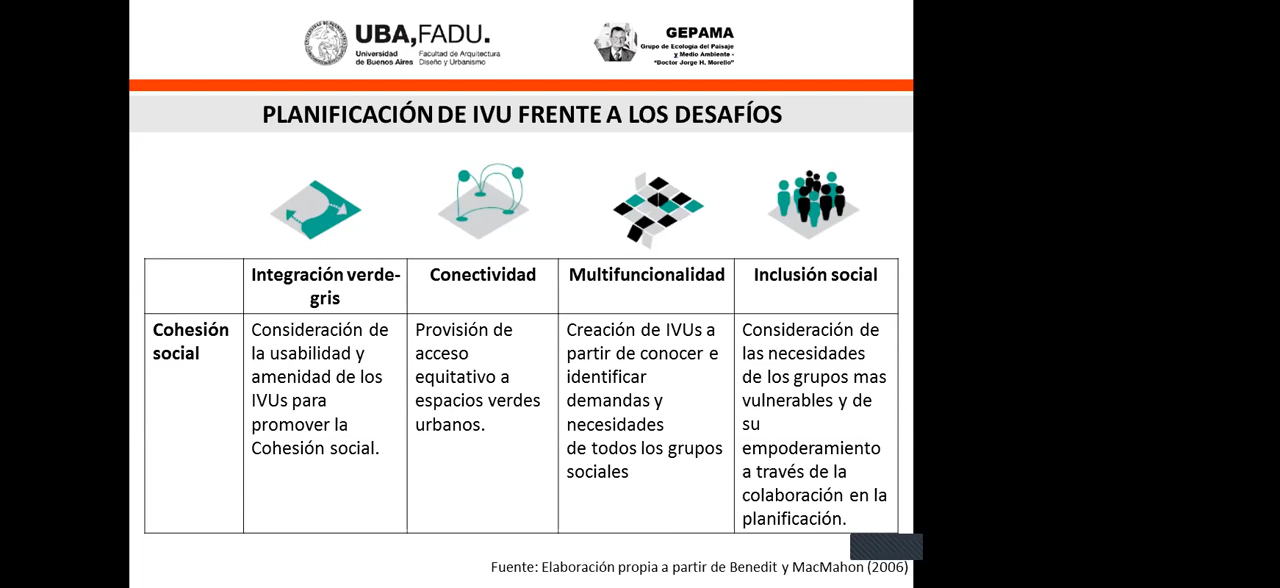 UBA, FADU.
Universidad
de Buenos Aires
Facultad de Arquitectura
Diseño y Urbanismo
GEPAMA
Grupo de Ecología del Paisaje
y Medio Ambiente -
"Doctor Jorge H. Morello"
PLANIFICACIÓN DE IVU FRENTE A LOS DESAFÍOS
Integración verde-
gris
Conectividad
Multifuncionalidad
Inclusión social
Cohesión
social
Consideración de
la usabilidad y
amenidad de los
IVUs para
promover la
Cohesión social.
Provisión de
acceso
equitativo a
espacios verdes
urbanos.
Creación de IVUs a
partir de conocer e
identificar
demandas y
necesidades
de todos los grupos
sociales
Consideración de
las necesidades
de los grupos mas
vulnerables y de
su
empoderamiento
a través de la
colaboración en la
planificación.
Fuente: Elaboración propia a partir de Benedit y MacMahon (2006)